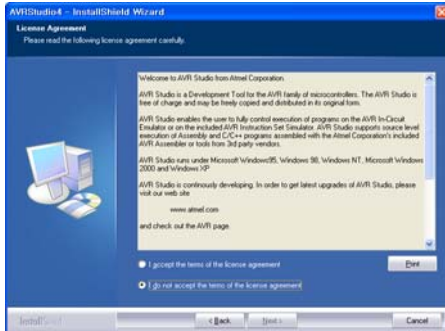 AVRStudio4 - InstallShield Wizard
License Agreement
Please read the following license agreement carefully.
Welcome to AVR Studio from Atmel Corporation.
AVR Studio is a Development Tool for the AVR family of microcontrollers. The AVR Studio is
free of charge and may be freely copied and distributed in its original form.
AVR Studio enables the user to fully control execution of programs on the AVR In-Circuit
Emulator or on the included AVR Instruction Set Simulator. AVR Studio supports source level
execution of Assembly and C/C++ programs assembled with the Atmel Corporation's included
AVR Assembler or tools from 3rd party vendors.
AVR Studio runs under Microsoft Windows95, Windows 98, Windows NT, Microsoft Windows
2000 and Windows XP
AVR Studio is continously developing. In order to get latest upgrades of AVR Studio, please
visit our web site
www.atmel.com
and check out the AVR page.
I accept the terms of the license agreement
Print
I do not accept the terms of the license agreement
InstallShield
< Back
Next >
Cancel